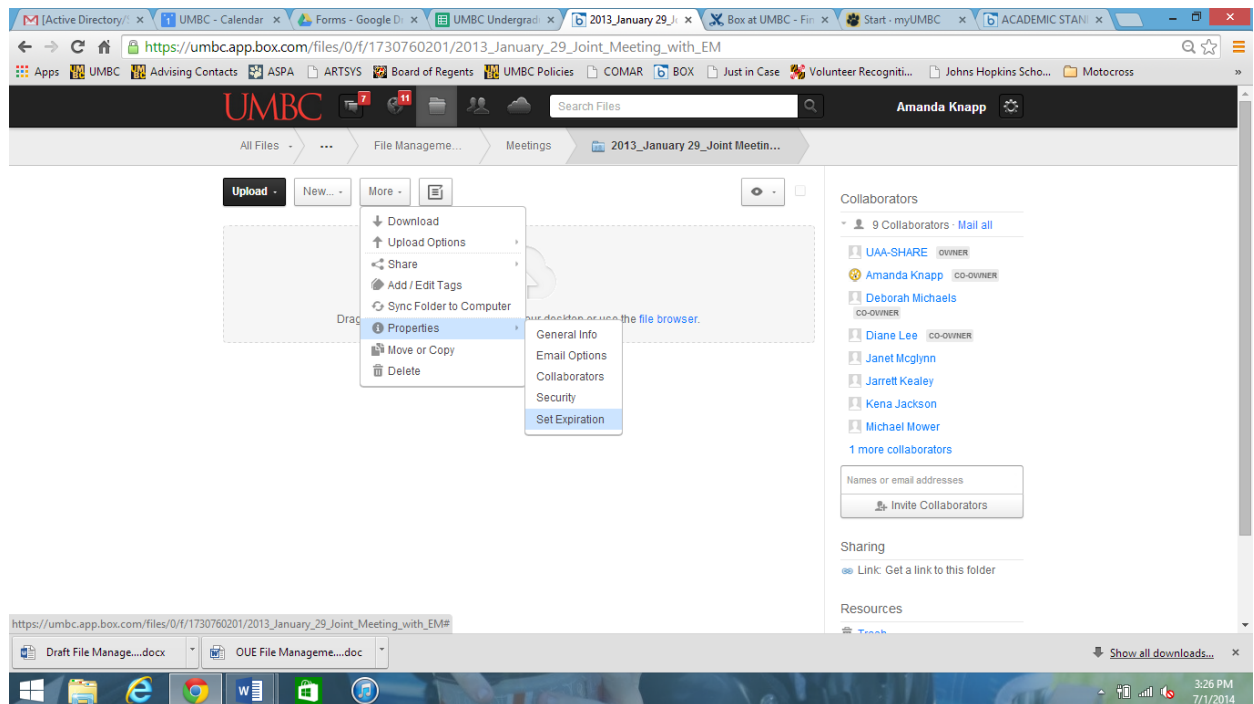 [Active Directory/S
UMBC - Calendar
Forms - Google Dr
UMBC Undergradu
2013_January 29_Jo
Box at UMBC - Fin
Start · myUMBC
ACADEMIC STAN
https://umbc.app.box.com/files/0/f/1730760201/2013_January_29_Joint_Meeting_with_EM
Apps UMBC Advising Contacts ASPA ARTSYS Board of Regents UMBC Policies COMAR BOX Just in Case Volunteer Recogniti... Johns Hopkins Scho... Motocross »
UMBC 7 11 Search Files Amanda Knapp
All Files ... File Manageme... Meetings 2013_January 29_Joint Meetin...
Upload New... More
Download
Upload Options
Share
Add / Edit Tags
Sync Folder to Computer
Properties
Move or Copy
Delete
General Info
Email Options
Collaborators
Security
Set Expiration
Drag
your desktop or use the file browser.
Collaborators
9 Collaborators · Mail all
UAA-SHARE OWNER
Amanda Knapp CO-OWNER
Deborah Michaels
CO-OWNER
Diane Lee CO-OWNER
Janet Mcglynn
Jarrett Kealey
Kena Jackson
Michael Mower
1 more collaborators
Names or email addresses
Invite Collaborators
Sharing
Link: Get a link to this folder
Resources
Trash
https://umbc.app.box.com/files/0/f/1730760201/2013_January_29_Joint_Meeting_with_EM#
Draft File Manage....docx OUE File Manageme....doc Show all downloads...
3:26 PM
7/1/2014